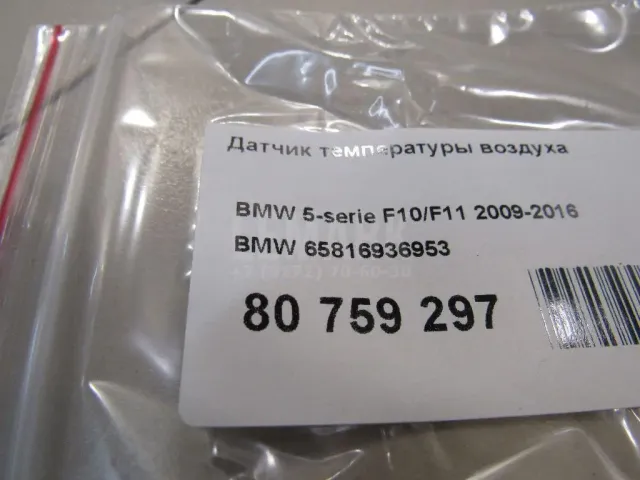 Датчик температуры воздуха
BMW 5-serie F10/F11 2009-2016
BMW 65816936953
80 759 297